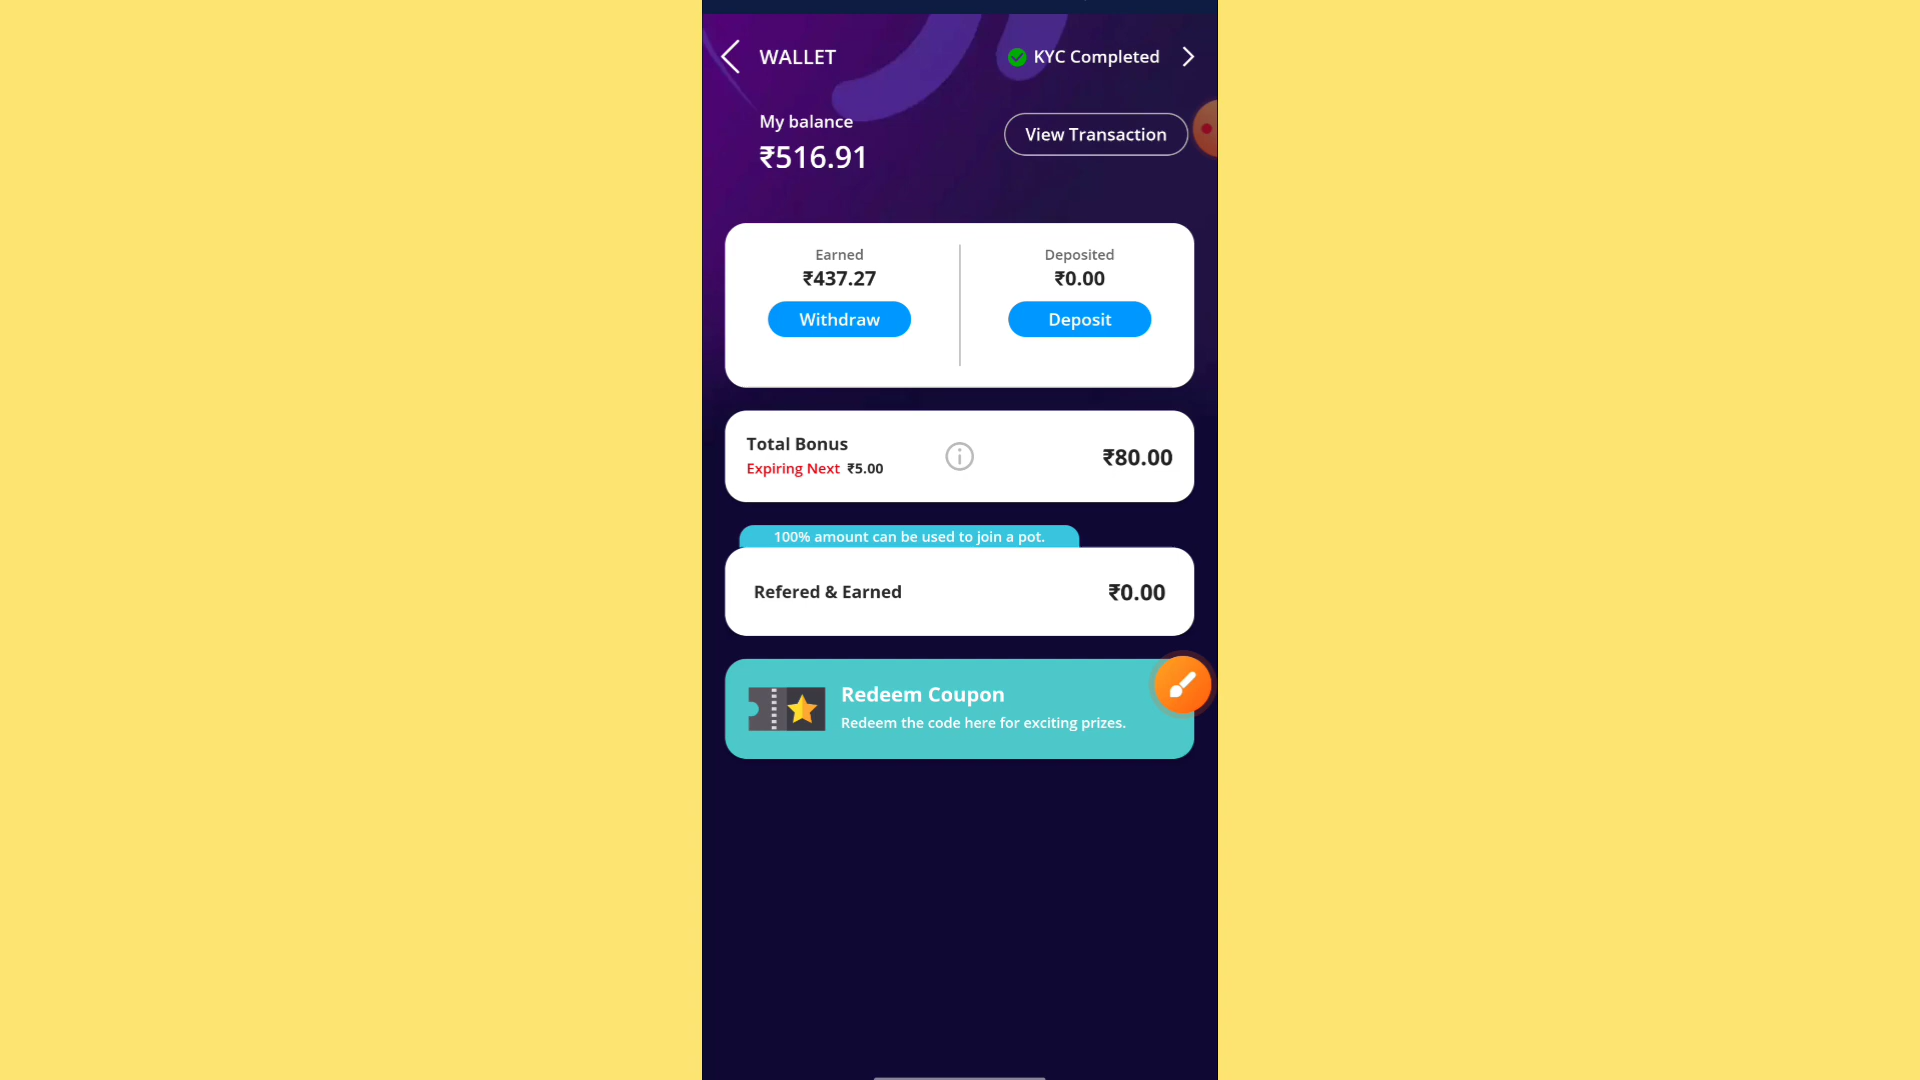 WALLET
KYC Completed
My balance
₹516.91
View Transaction
Earned
₹437.27
Withdraw
Deposited
₹0.00
Deposit
Total Bonus
Expiring Next ₹5.00
₹80.00
100% amount can be used to join a pot.
Refered & Earned
₹0.00
Redeem Coupon
Redeem the code here for exciting prizes.